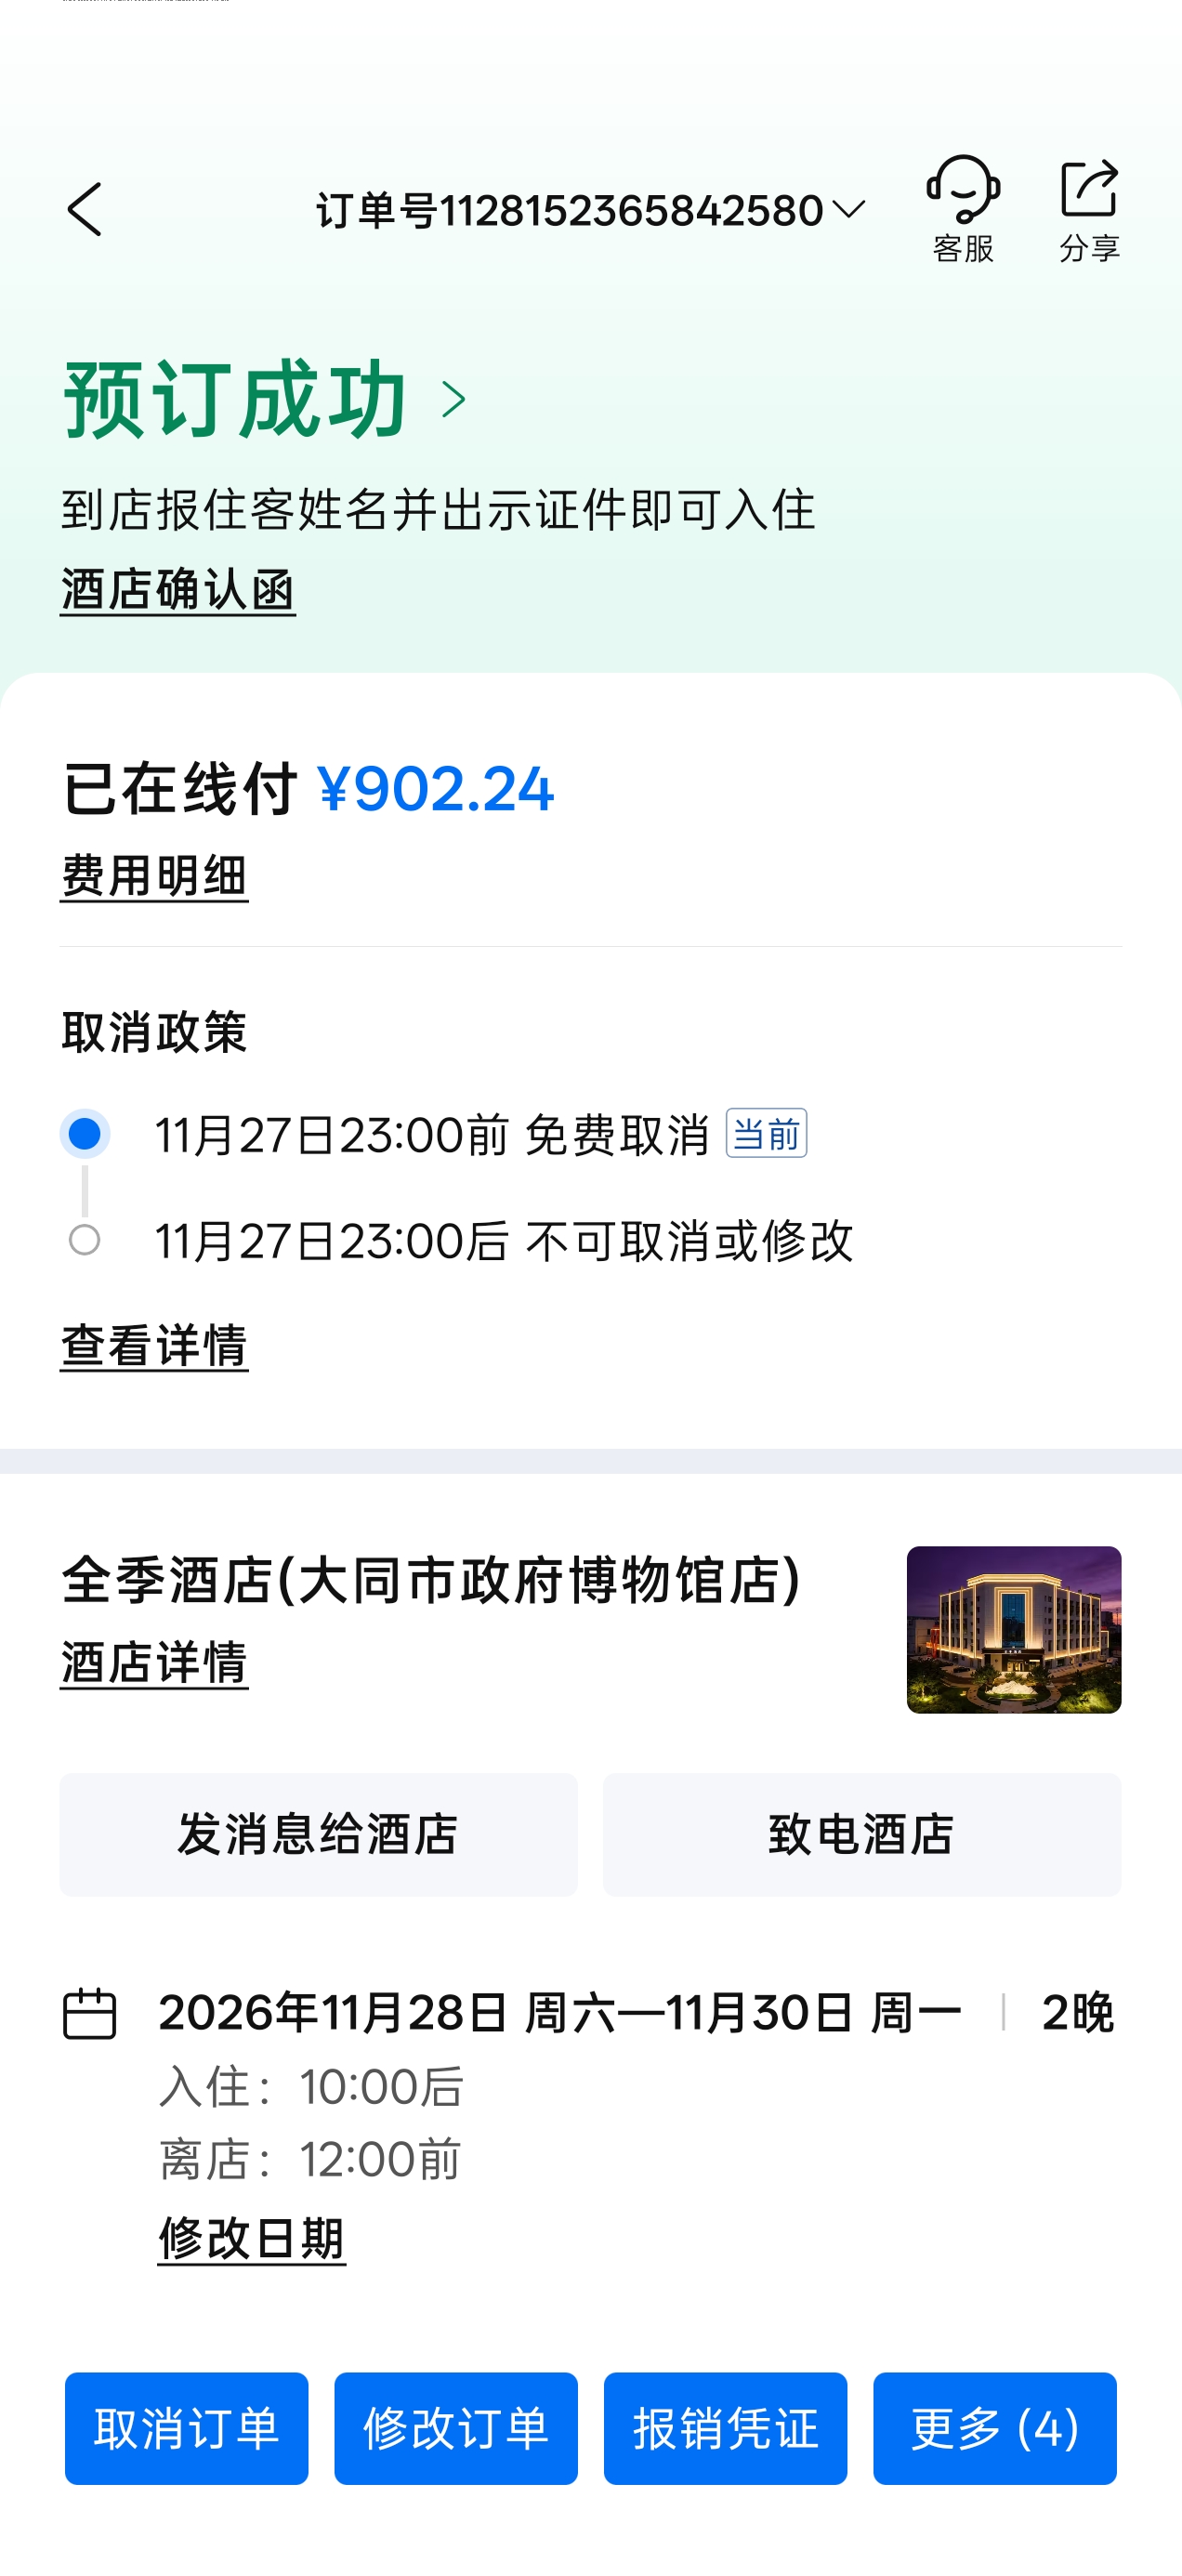 订单号1128152365842580
客服
分享
预订成功
到店报住客姓名并出示证件即可入住
酒店确认函
已在线付 ¥902.24
费用明细
取消政策
11月27日23:00前 免费取消 当前
11月27日23:00后 不可取消或修改
查看详情
全季酒店(大同市政府博物馆店)
酒店详情
发消息给酒店
致电酒店
2026年11月28日 周六—11月30日 周一 | 2晚
入住：10:00后
离店：12:00前
修改日期
取消订单
修改订单
报销凭证
更多 (4)